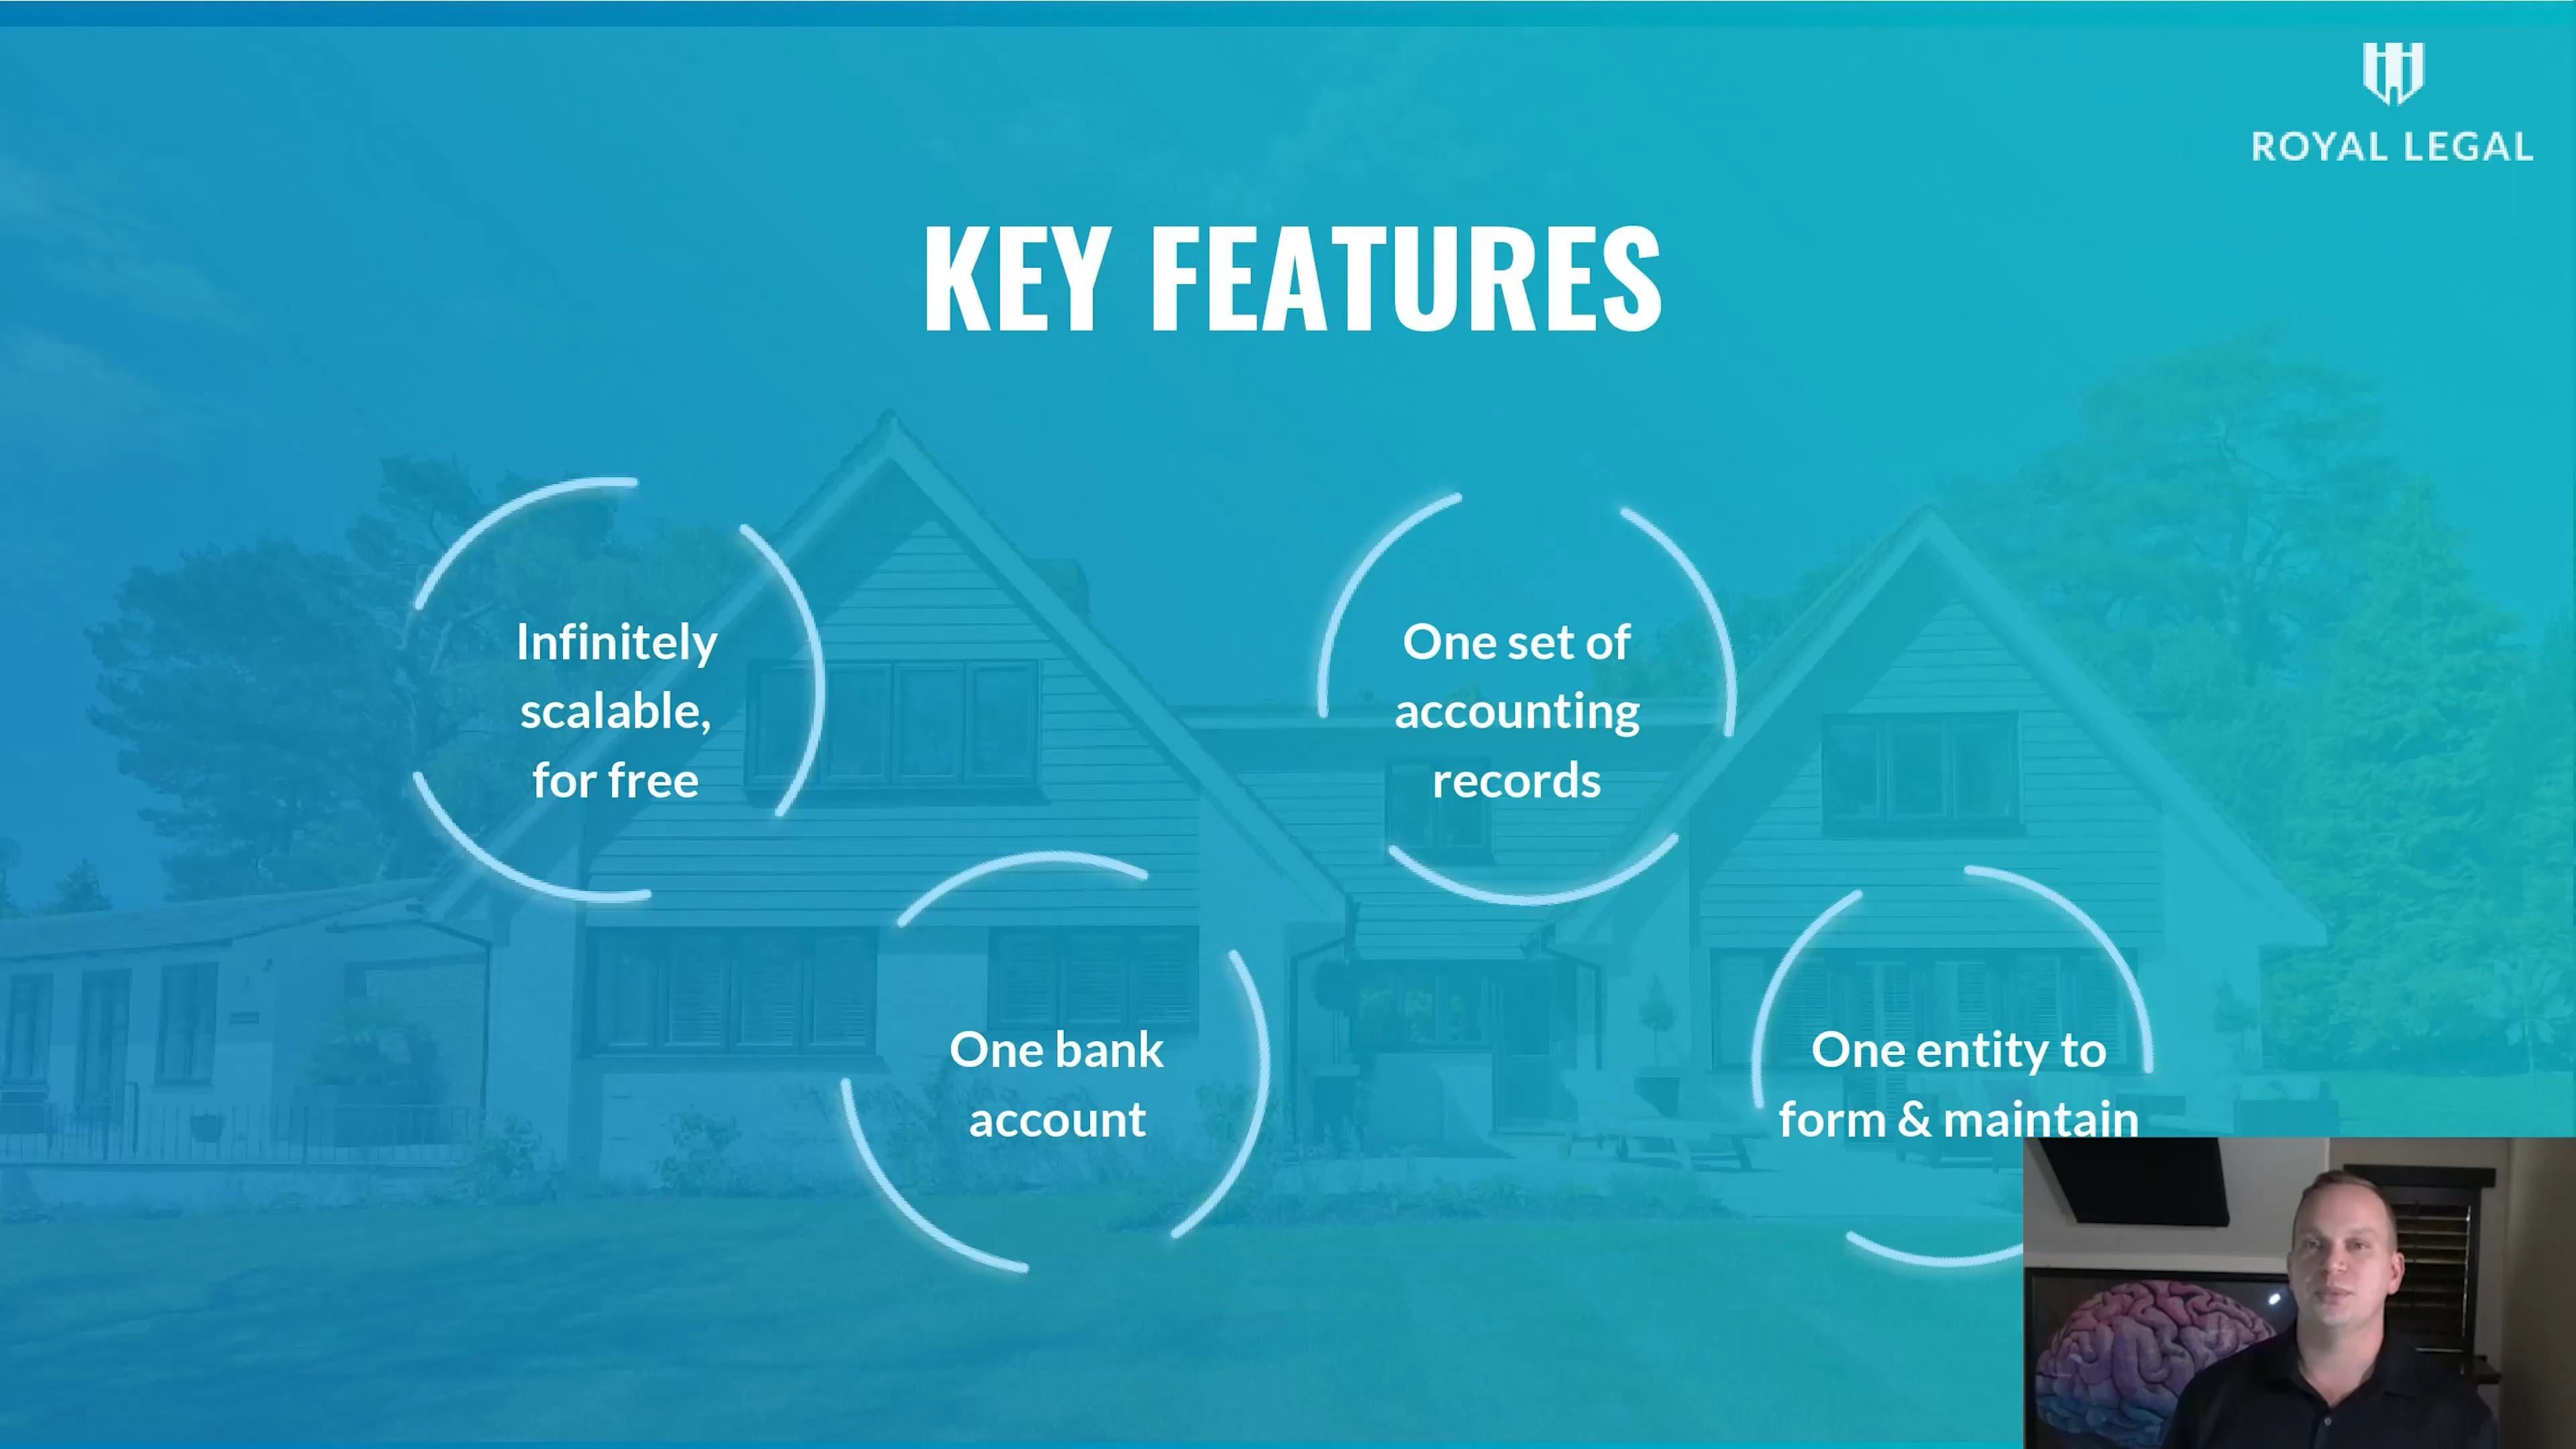 ROYAL LEGAL
KEY FEATURES
Infinitely
scalable,
for free
One set of
accounting
records
One bank
account
One entity to
form & maintain